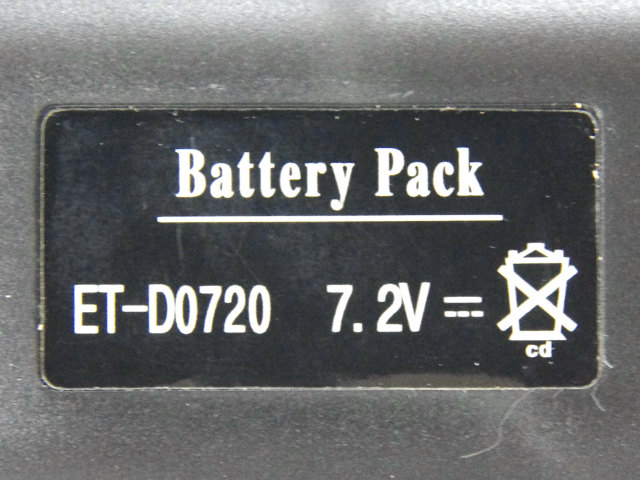 Battery Pack
ET-D0720 7.2V ⎓
cd